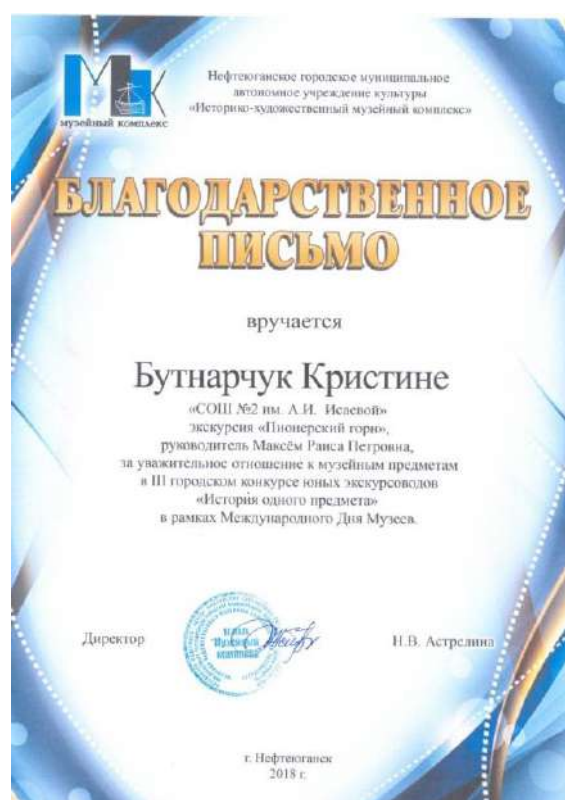 МК
музейный комплекс
Нефтеюганское городское муниципальное
автономное учреждение культуры
«Историко-художественный музейный комплекс»
БЛАГОДАРСТВЕННОЕ
ПИСЬМО
вручается
Бутнарчук Кристине
«СОШ №2 им. А.И. Исаевой»
экскурсия «Пионерский горн»,
руководитель Максём Раиса Петровна,
за уважительное отношение к музейным предметам
в III городском конкурсе юных экскурсоводов
«История одного предмета»
в рамках Международного Дня Музеев.
Директор
Н.В. Астрелина
г. Нефтеюганск
2018 г.